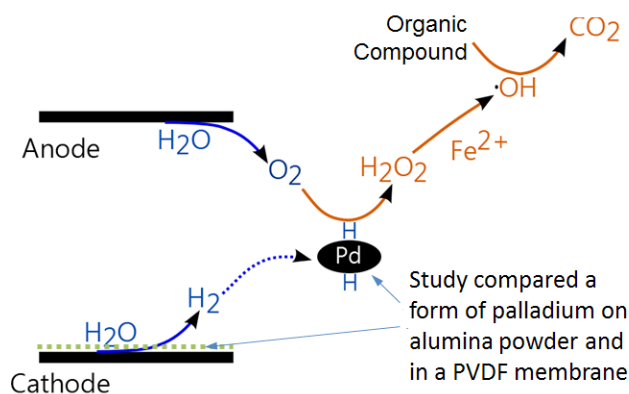 Organic
Compound
CO2
·OH
Anode
H2O
O2
H2O2
Fe2+
H
Pd
H
H2
H2O
Cathode
Study compared a
form of palladium on
alumina powder and
in a PVDF membrane